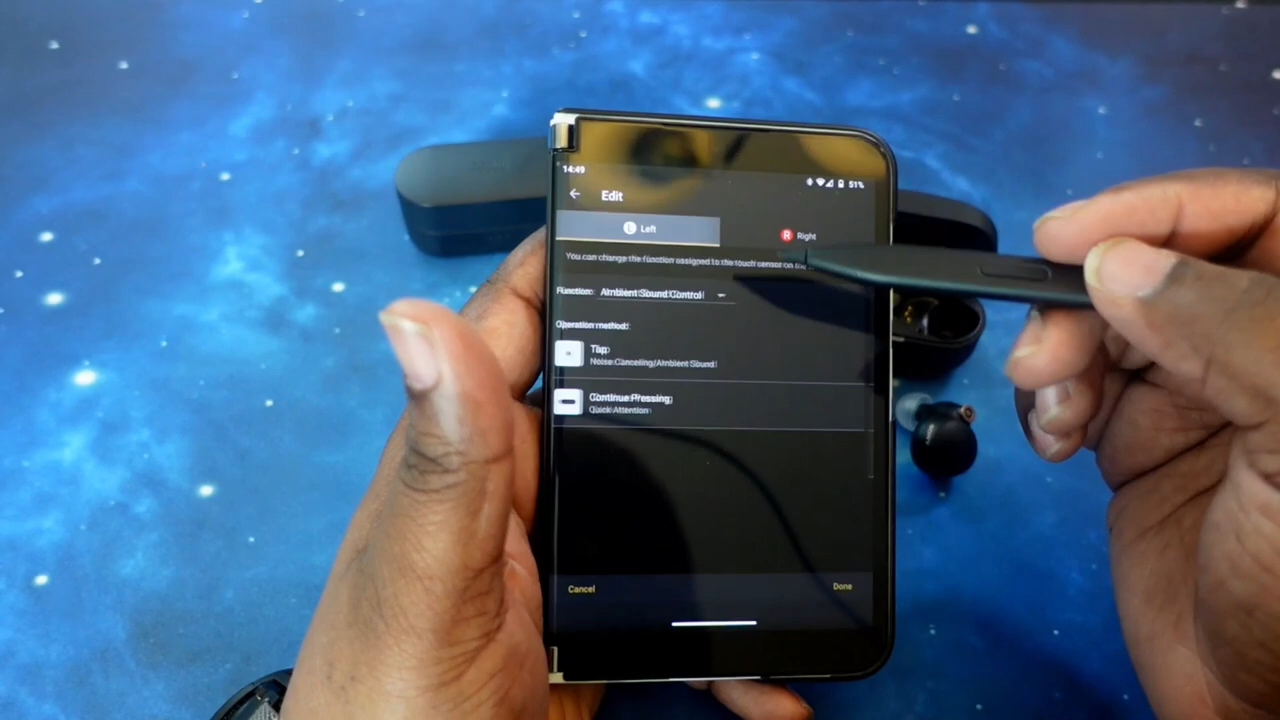 14:49
51%
Edit
L Left
R Right
You can change the function assigned to the touch sensor on the
Function: Ambient Sound Control
Operation method:
Tap
Noise Canceling/Ambient Sound
Continue Pressing
Quick Attention
Cancel
Done
SONY